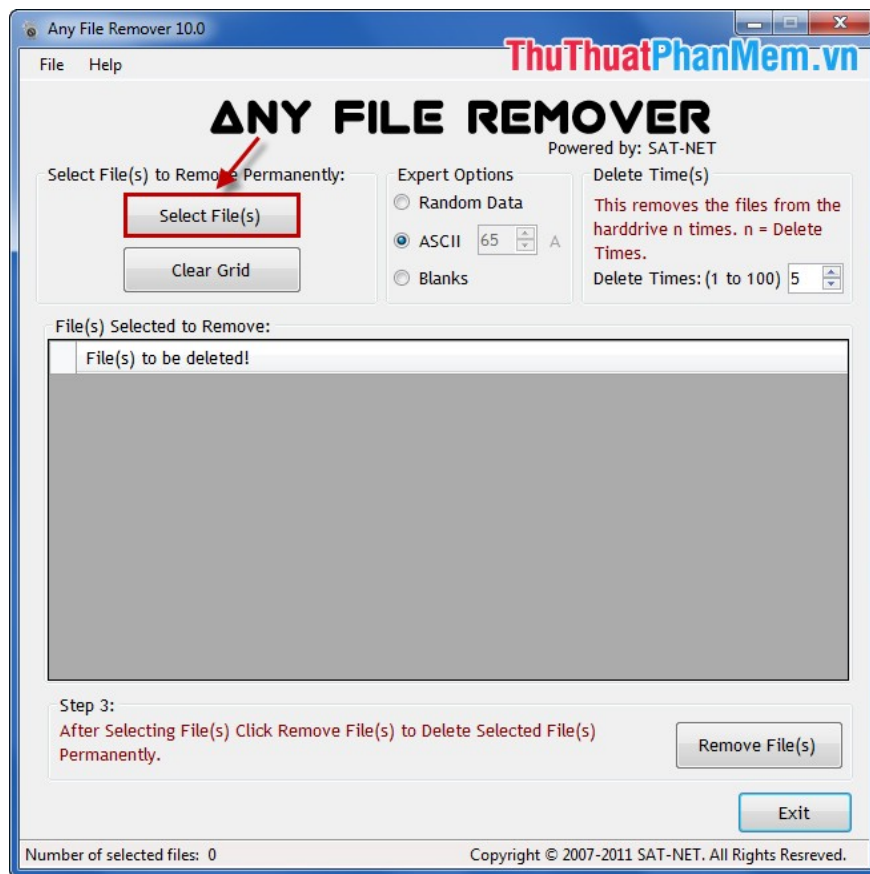 Any File Remover 10.0
ThuThuatPhanMem.vn
File Help
ANY FILE REMOVER
Powered by: SAT-NET
Select File(s) to Remove Permanently:
Select File(s)
Clear Grid
Expert Options
Random Data
ASCII 65 A
Blanks
Delete Time(s)
This removes the files from the
harddrive n times. n = Delete
Times.
Delete Times: (1 to 100) 5
File(s) Selected to Remove:
File(s) to be deleted!
Step 3:
After Selecting File(s) Click Remove File(s) to Delete Selected File(s)
Permanently.
Remove File(s)
Exit
Number of selected files: 0
Copyright © 2007-2011 SAT-NET. All Rights Resreved.